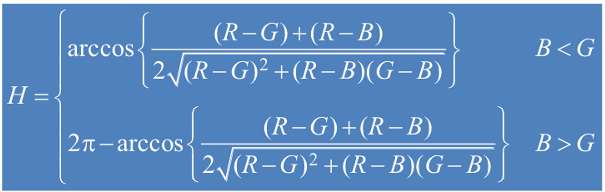 H = { arccos{ ((R−G)+(R−B)) / (2√((R−G)²+(R−B)(G−B))) } B < G
2π−arccos{ ((R−G)+(R−B)) / (2√((R−G)²+(R−B)(G−B))) } B > G